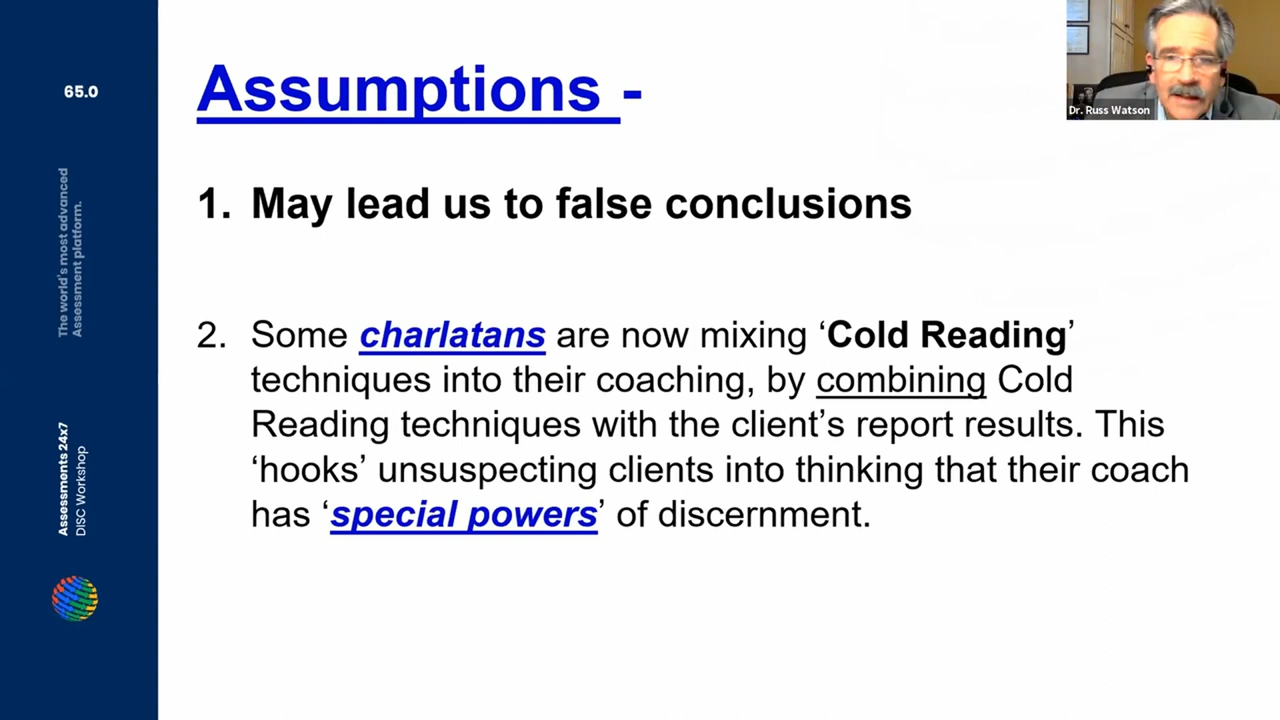 65.0
The world's most advanced
Assessment platform.
Assessments 24x7
DISC Workshop
Assumptions -
1. May lead us to false conclusions
2. Some charlatans are now mixing ‘Cold Reading’
techniques into their coaching, by combining Cold
Reading techniques with the client’s report results. This
‘hooks’ unsuspecting clients into thinking that their coach
has ‘special powers’ of discernment.
Dr. Russ Watson